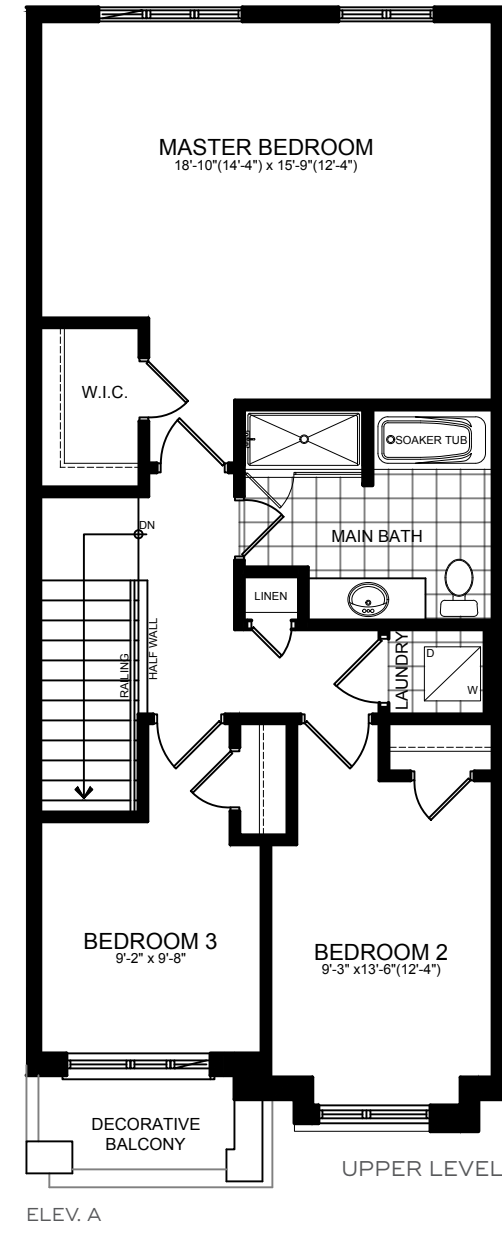 MASTER BEDROOM
18'-10"(14'-4") x 15'-9"(12'-4")
W.I.C.
SOAKER TUB
DN
MAIN BATH
LINEN
RAILING
HALF WALL
LAUNDRY
D
W
BEDROOM 3
9'-2" x 9'-8"
BEDROOM 2
9'-3" x13'-6"(12'-4")
DECORATIVE
BALCONY
UPPER LEVEL
ELEV. A